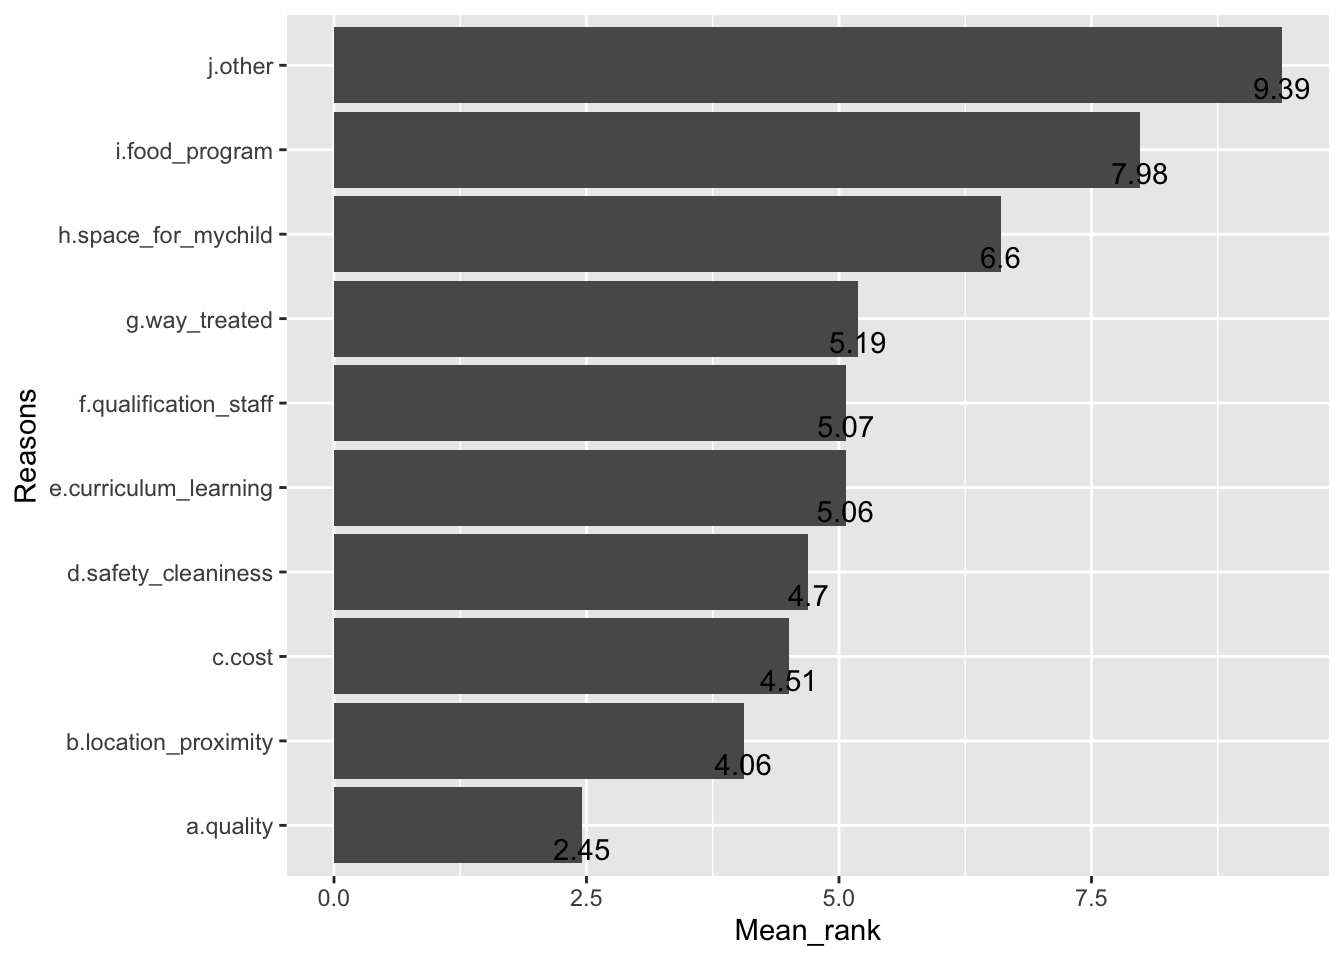 j.other
9.39
i.food_program
7.98
h.space_for_mychild
6.6
g.way_treated
5.19
f.qualification_staff
5.07
e.curriculum_learning
5.06
d.safety_cleaniness
4.7
c.cost
4.51
b.location_proximity
4.06
a.quality
2.45
Reasons
0.0 2.5 5.0 7.5
Mean_rank